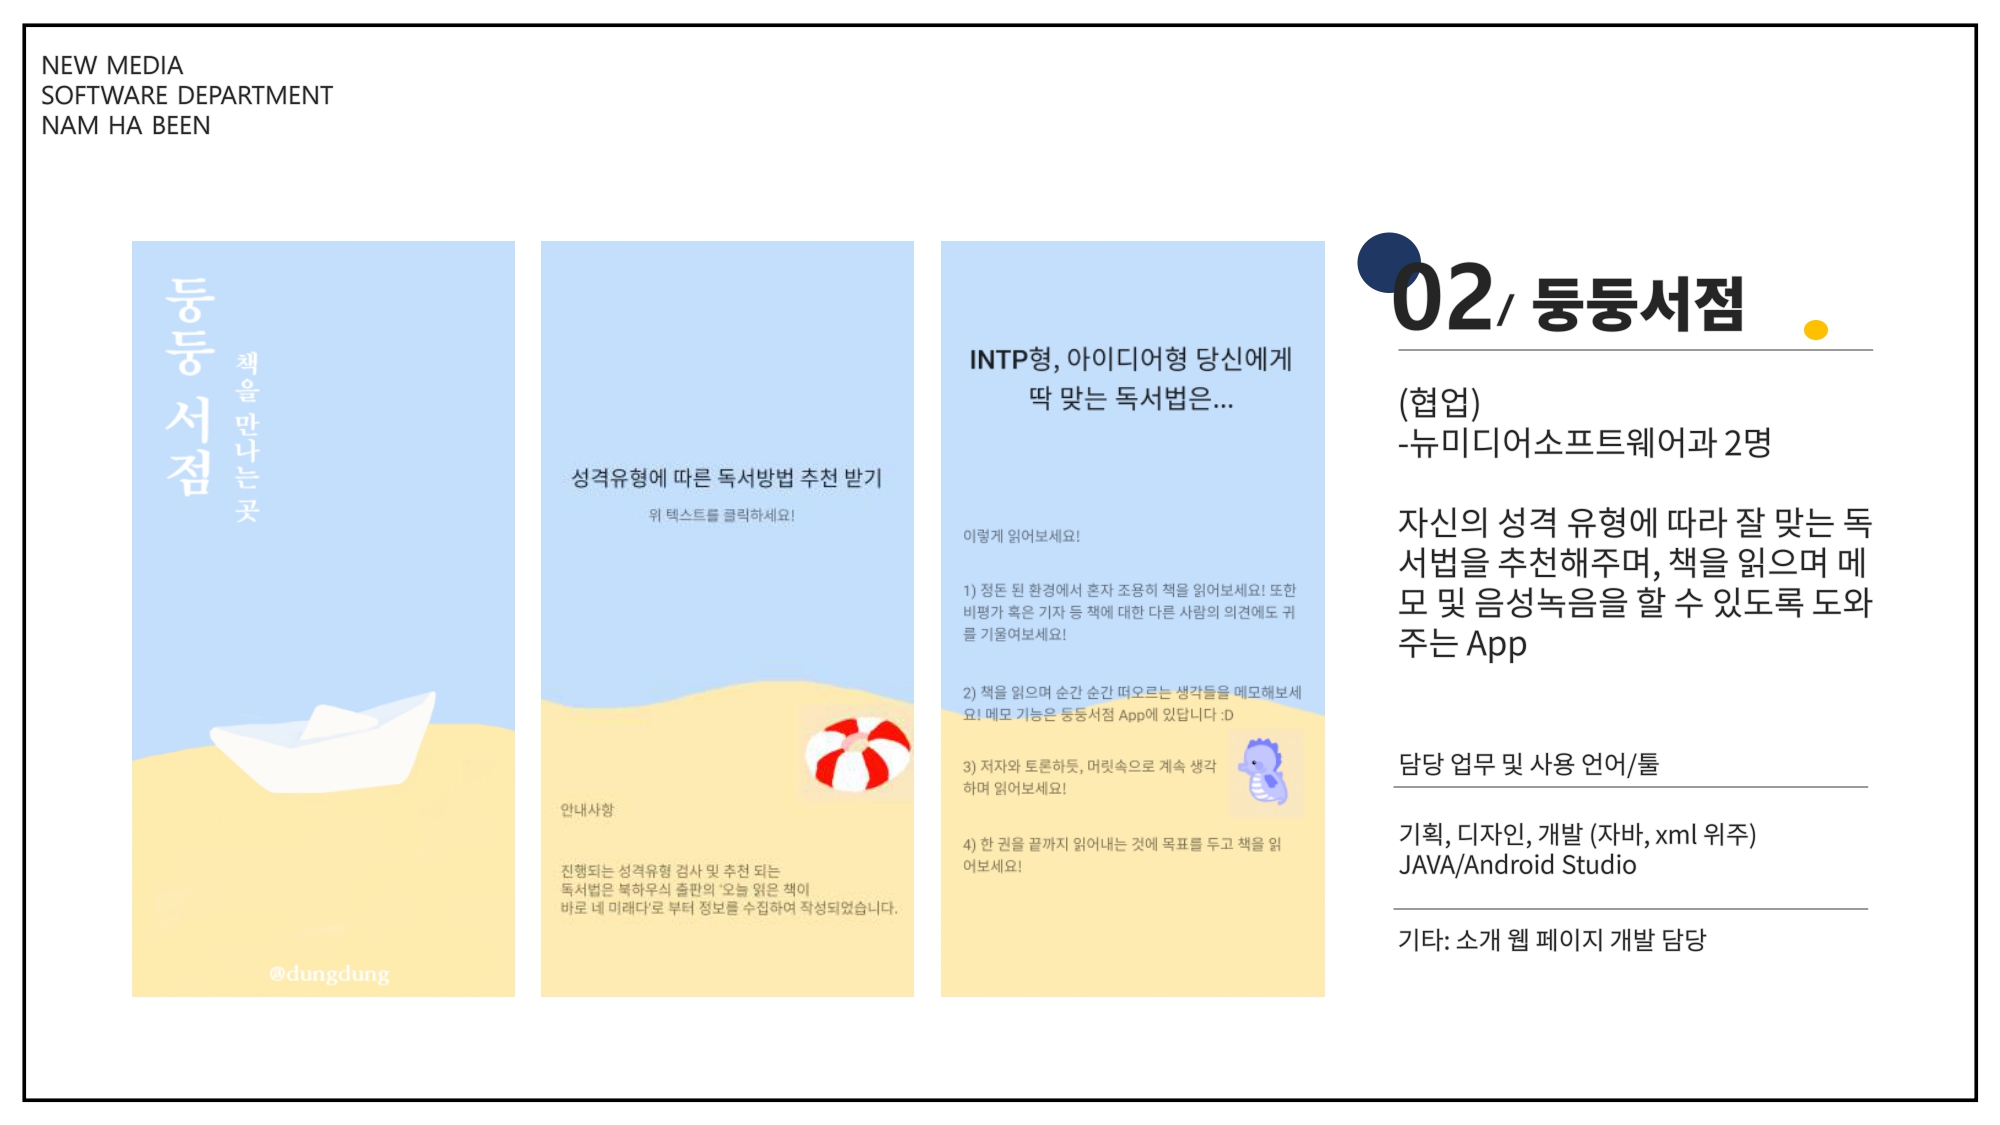 NEW MEDIA
SOFTWARE DEPARTMENT
NAM HA BEEN
둥둥 서점
책을 만나는 곳
@dungdung
성격유형에 따른 독서방법 추천 받기
위 텍스트를 클릭하세요!
안내사항
진행되는 성격유형 검사 및 추천 되는
독서법은 북하우스 출판의 '오늘 읽은 책이
바로 네 미래다'로 부터 정보를 수집하여 작성되었습니다.
INTP형, 아이디어형 당신에게
딱 맞는 독서법은...
이렇게 읽어보세요!
1) 정돈 된 환경에서 혼자 조용히 책을 읽어보세요! 또한
비평가 혹은 기자 등 책에 대한 다른 사람의 의견에도 귀
를 기울여보세요!
2) 책을 읽으며 순간 순간 떠오르는 생각들을 메모해보세
요! 메모 기능은 둥둥서점 App에 있답니다 :D
3) 저자와 토론하듯, 머릿속으로 계속 생각
하며 읽어보세요!
4) 한 권을 끝까지 읽어내는 것에 목표를 두고 책을 읽
어보세요!
02/ 둥둥서점
(협업)
-뉴미디어소프트웨어과 2명
자신의 성격 유형에 따라 잘 맞는 독
서법을 추천해주며, 책을 읽으며 메
모 및 음성녹음을 할 수 있도록 도와
주는 App
담당 업무 및 사용 언어/툴
기획, 디자인, 개발 (자바, xml 위주)
JAVA/Android Studio
기타: 소개 웹 페이지 개발 담당